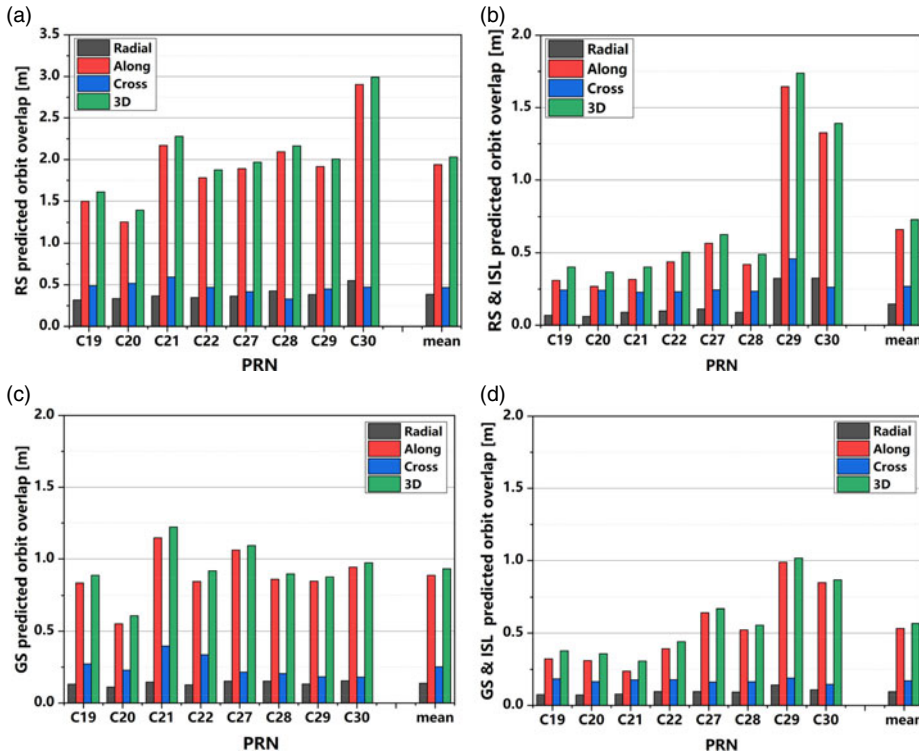 (a)
RS predicted orbit overlap [m]
3.5
3.0
2.5
2.0
1.5
1.0
0.5
0.0
Radial
Along
Cross
3D
C19 C20 C21 C22 C27 C28 C29 C30 mean
PRN
(b)
RS & ISL predicted orbit overlap [m]
2.0
1.5
1.0
0.5
0.0
Radial
Along
Cross
3D
C19 C20 C21 C22 C27 C28 C29 C30 mean
PRN
(c)
GS predicted orbit overlap [m]
2.0
1.5
1.0
0.5
0.0
Radial
Along
Cross
3D
C19 C20 C21 C22 C27 C28 C29 C30 mean
PRN
(d)
GS & ISL predicted orbit overlap [m]
2.0
1.5
1.0
0.5
0.0
Radial
Along
Cross
3D
C19 C20 C21 C22 C27 C28 C29 C30 mean
PRN